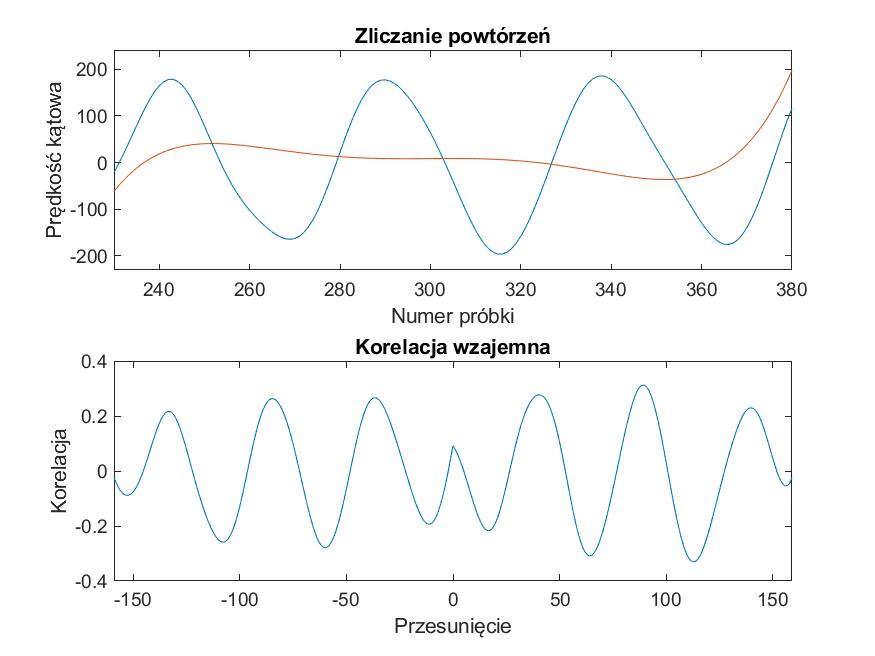 Zliczanie powtórzeń
200
100
0
-100
-200
Prędkość kątowa
240 260 280 300 320 340 360 380
Numer próbki
Korelacja wzajemna
0.4
0.2
0
-0.2
-0.4
Korelacja
-150 -100 -50 0 50 100 150
Przesunięcie